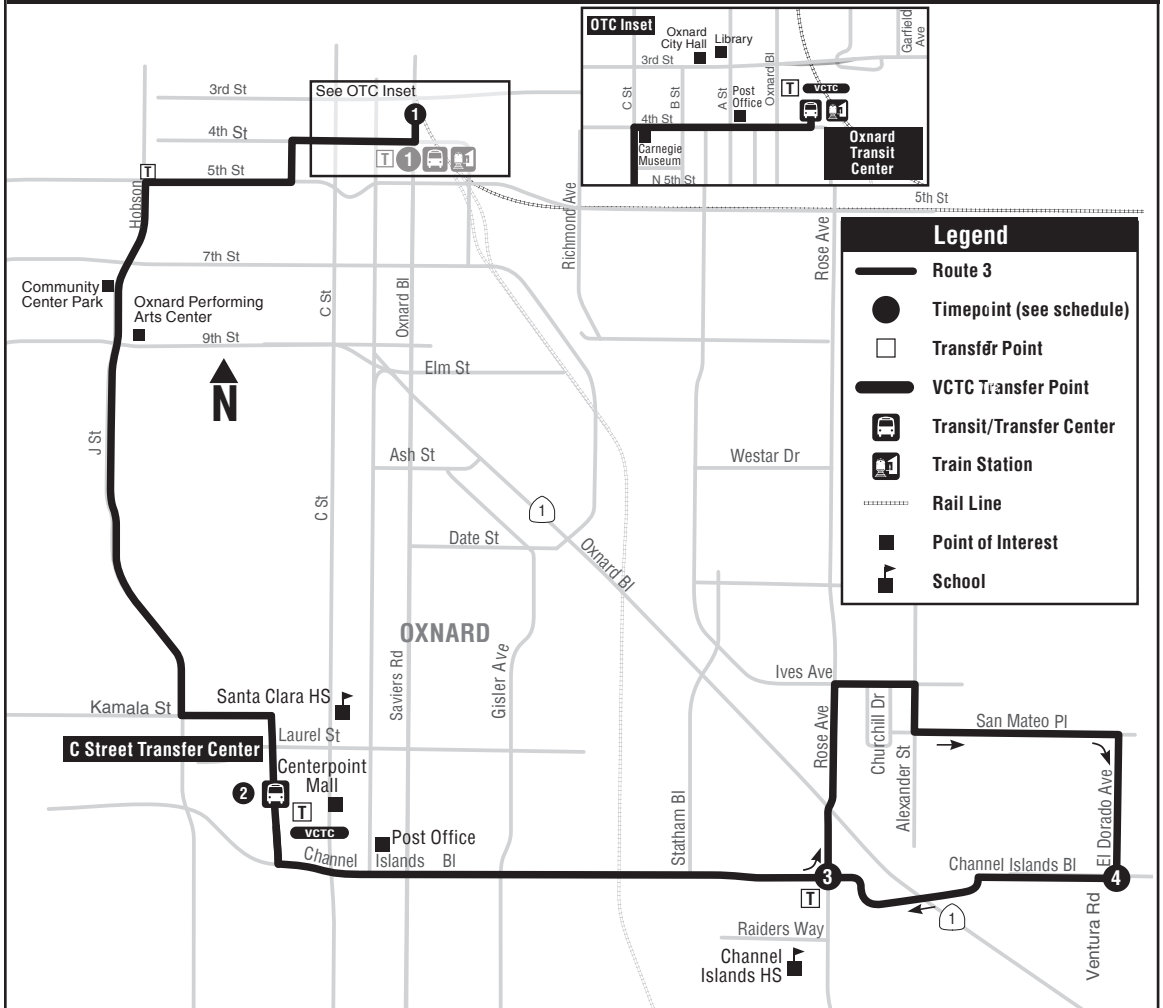 OTC Inset
Oxnard
City Hall
Library
Garfield
Ave
3rd St
C St
B St
A St
Post
Office
Oxnard Bl
T
VCTC
4th St
Carnegie
Museum
N 5th St
Oxnard
Transit
Center
3rd St
See OTC Inset
1
4th St
T
1
T
5th St
5th St
Hobson
Richmond Ave
Rose Ave
7th St
Community
Center Park
Oxnard Performing
Arts Center
C St
Oxnard Bl
9th St
N
Elm St
J St
Ash St
Westar Dr
C St
1
Date St
Oxnard Bl
OXNARD
Saviers Rd
Gisler Ave
Legend
Route 3
Timepoint (see schedule)
Transfer Point
VCTC Transfer Point
Transit/Transfer Center
Train Station
Rail Line
Point of Interest
School
Ives Ave
Santa Clara HS
Kamala St
Laurel St
C Street Transfer Center
Centerpoint
Mall
2
T
VCTC
Post Office
Channel Islands Bl
Statham Bl
Rose Ave
Churchill Dr
Alexander St
San Mateo Pl
El Dorado Ave
Channel Islands Bl
3
4
T
1
Ventura Rd
Raiders Way
Channel
Islands HS